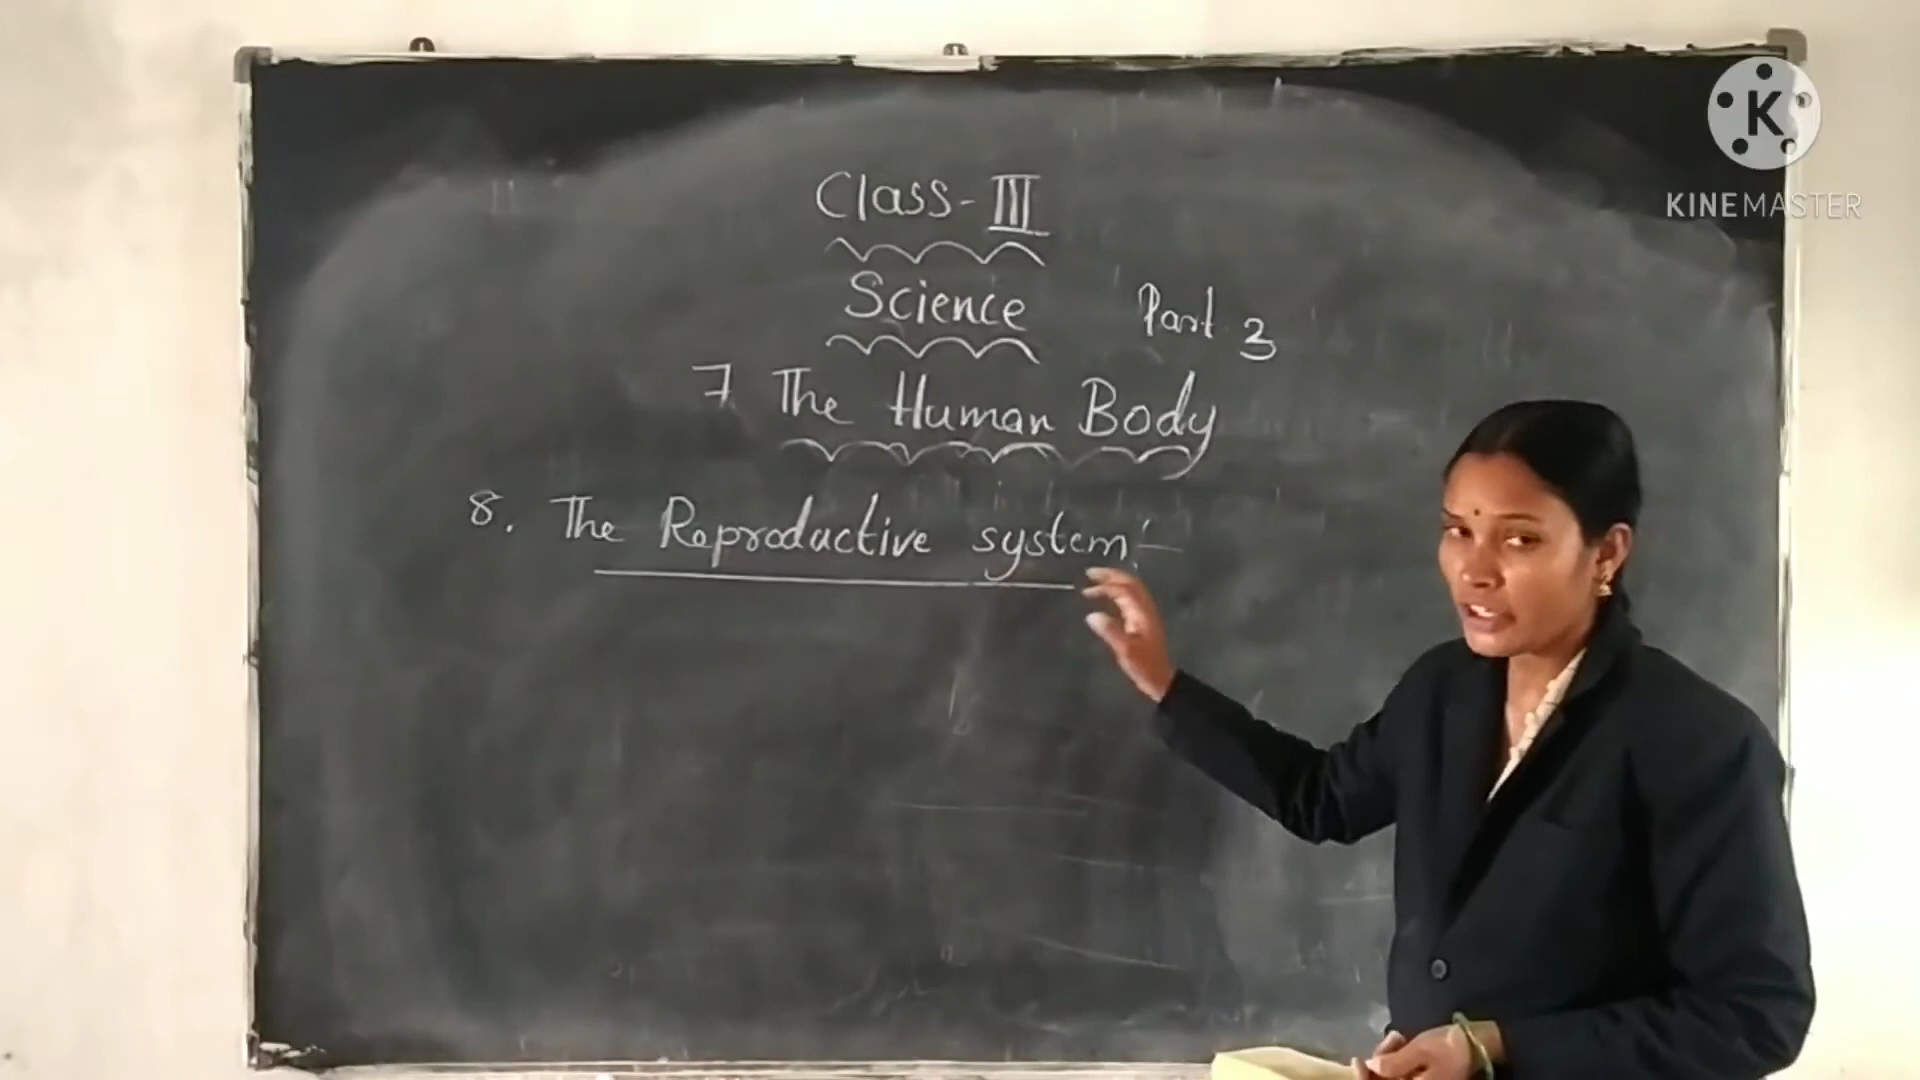 Class-III
Science
Part 3
7 The Human Body
8. The Reproductive system:-
K
KINEMASTER